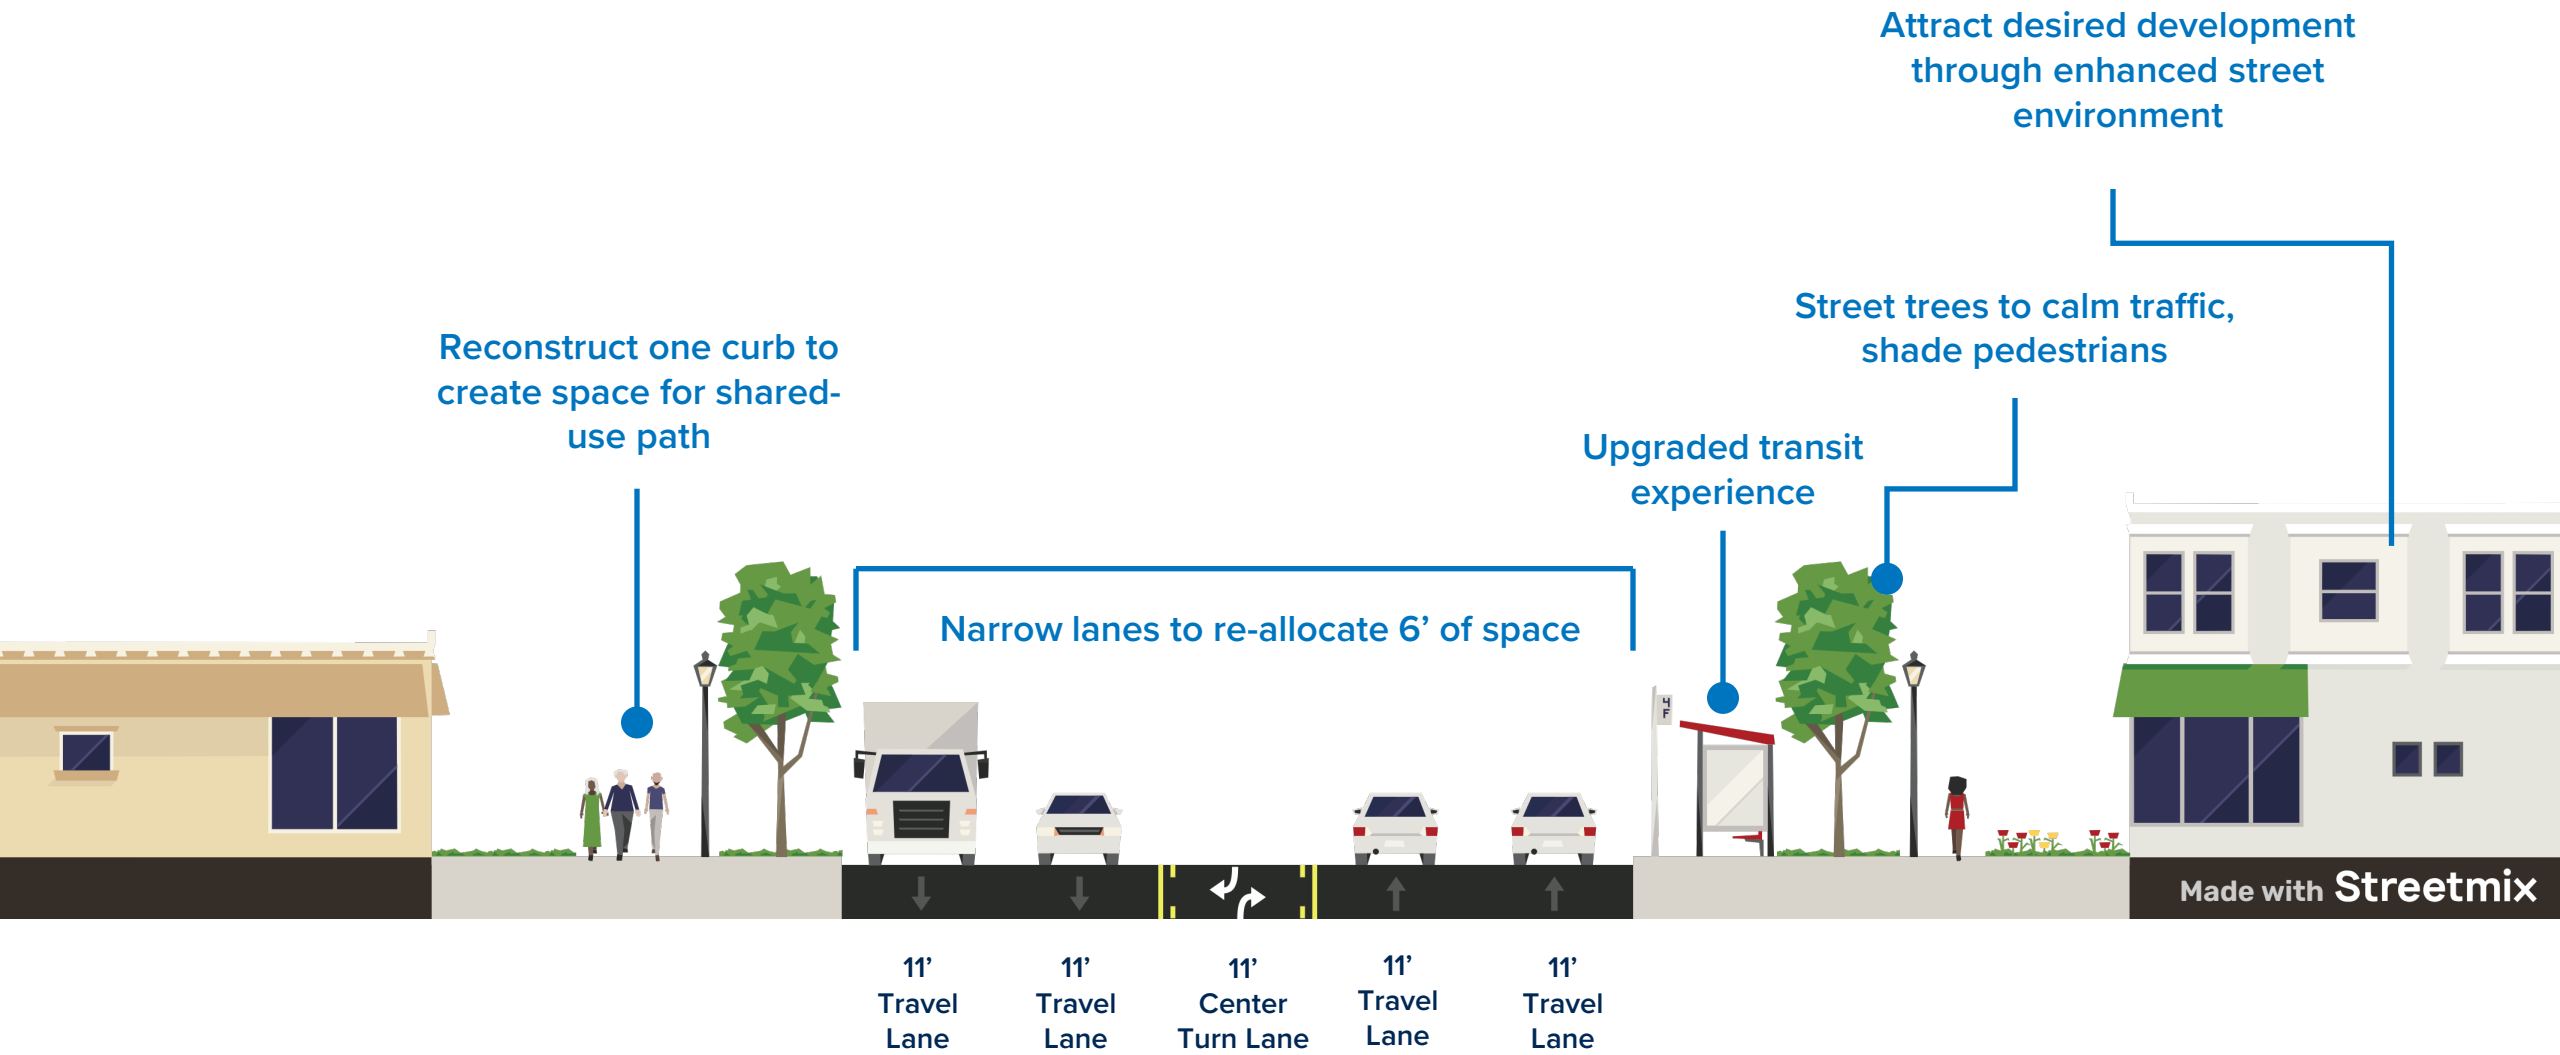 Attract desired development
through enhanced street
environment
Street trees to calm traffic,
shade pedestrians
Reconstruct one curb to
create space for shared-
use path
Upgraded transit
experience
Narrow lanes to re-allocate 6’ of space
4
F
Made with Streetmix
11’
Travel
Lane
11’
Travel
Lane
11’
Center
Turn Lane
11’
Travel
Lane
11’
Travel
Lane